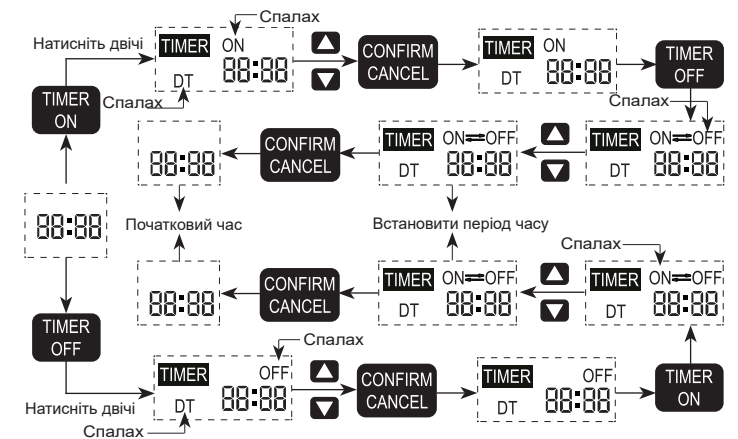 Спалах
Натисніть двічі
TIMER ON
DT 88:88
CONFIRM
CANCEL
TIMER ON
DT 88:88
TIMER
OFF
TIMER
ON
Спалах
Спалах
88:88
CONFIRM
CANCEL
TIMER ON⇄OFF
DT 88:88
TIMER ON⇄OFF
DT 88:88
88:88
Початковий час
Встановити період часу
Спалах
88:88
CONFIRM
CANCEL
TIMER ON⇄OFF
DT 88:88
TIMER ON⇄OFF
DT 88:88
TIMER
OFF
Спалах
TIMER OFF
DT 88:88
CONFIRM
CANCEL
TIMER OFF
DT 88:88
TIMER
ON
Натисніть двічі
Спалах